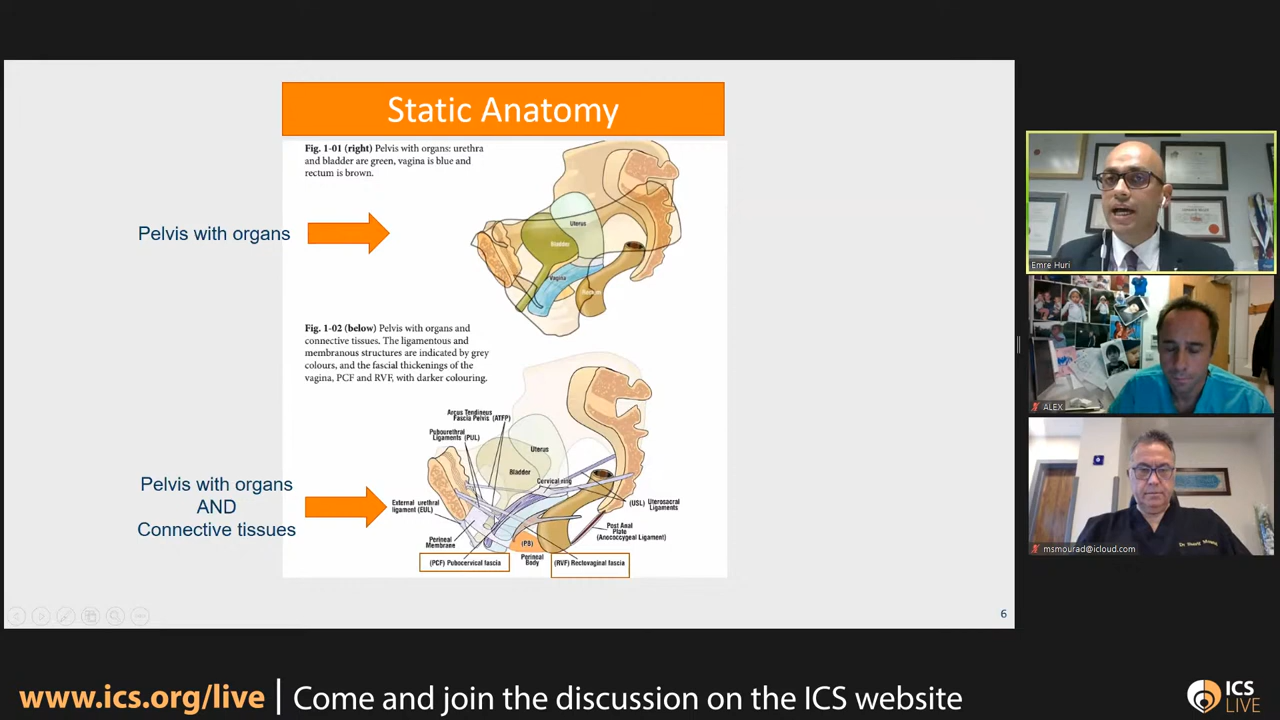 Static Anatomy
Fig. 1-01 (right) Pelvis with organs: urethra
and bladder are green, vagina is blue and
rectum is brown.
Pelvis with organs
Uterus
Bladder
Vagina
Fig. 1-02 (below) Pelvis with organs and
connective tissues. The ligamentous and
membranous structures are indicated by grey
colours, and the fascial thickenings of the
vagina, PCF and RVF, with darker colouring.
Arcus Tendineus
Fascia Pelvis (ATFP)
Pubourethral
Ligaments (PUL)
Uterus
Bladder
Cervical ring
Pelvis with organs
AND
Connective tissues
External urethral
ligament (EUL)
(USL) Uterosacral
Ligaments
Post Anal
Plate
(Anococcygeal Ligament)
Perineal
Membrane
(PB)
Perineal
Body
(PCF) Pubocervical fascia
(RVF) Rectovaginal fascia
6
Emre Huri
ALEX
msmourad@icloud.com
www.ics.org/live | Come and join the discussion on the ICS website
ICS
LIVE